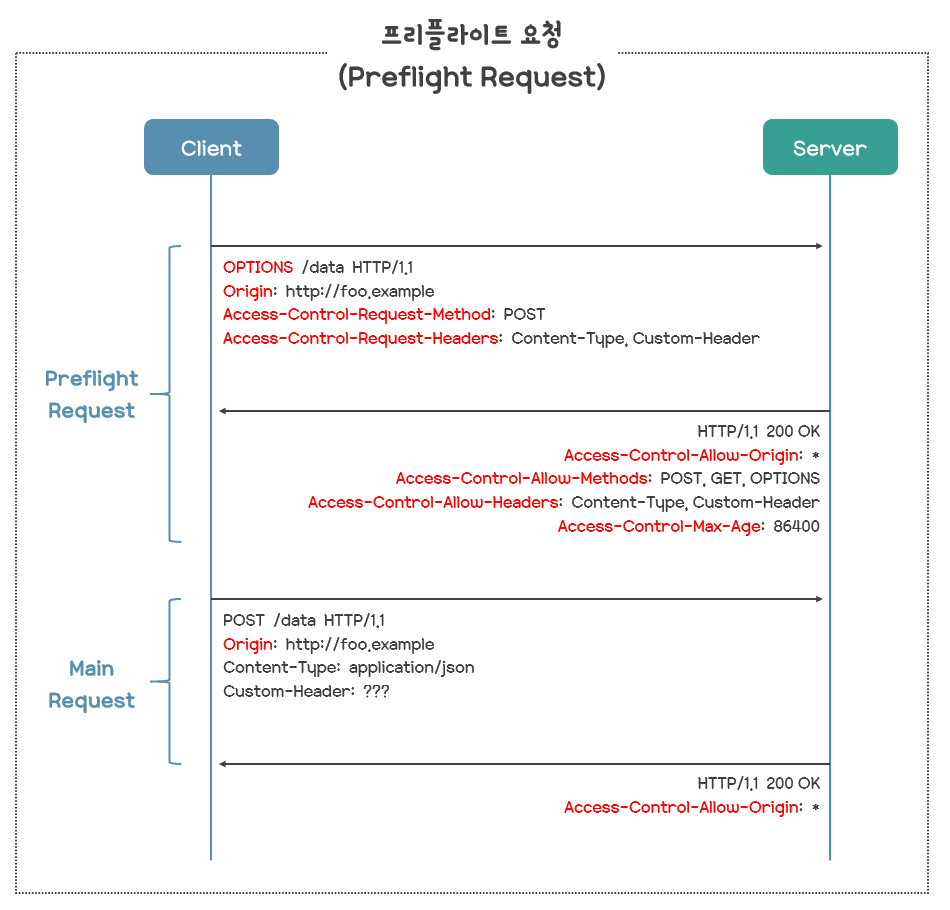 프리플라이트 요청
(Preflight Request)
Client
Server
OPTIONS /data HTTP/1.1
Origin: http://foo.example
Access-Control-Request-Method: POST
Access-Control-Request-Headers: Content-Type, Custom-Header
Preflight
Request
HTTP/1.1 200 OK
Access-Control-Allow-Origin: *
Access-Control-Allow-Methods: POST, GET, OPTIONS
Access-Control-Allow-Headers: Content-Type, Custom-Header
Access-Control-Max-Age: 86400
POST /data HTTP/1.1
Origin: http://foo.example
Content-Type: application/json
Custom-Header: ???
Main
Request
HTTP/1.1 200 OK
Access-Control-Allow-Origin: *